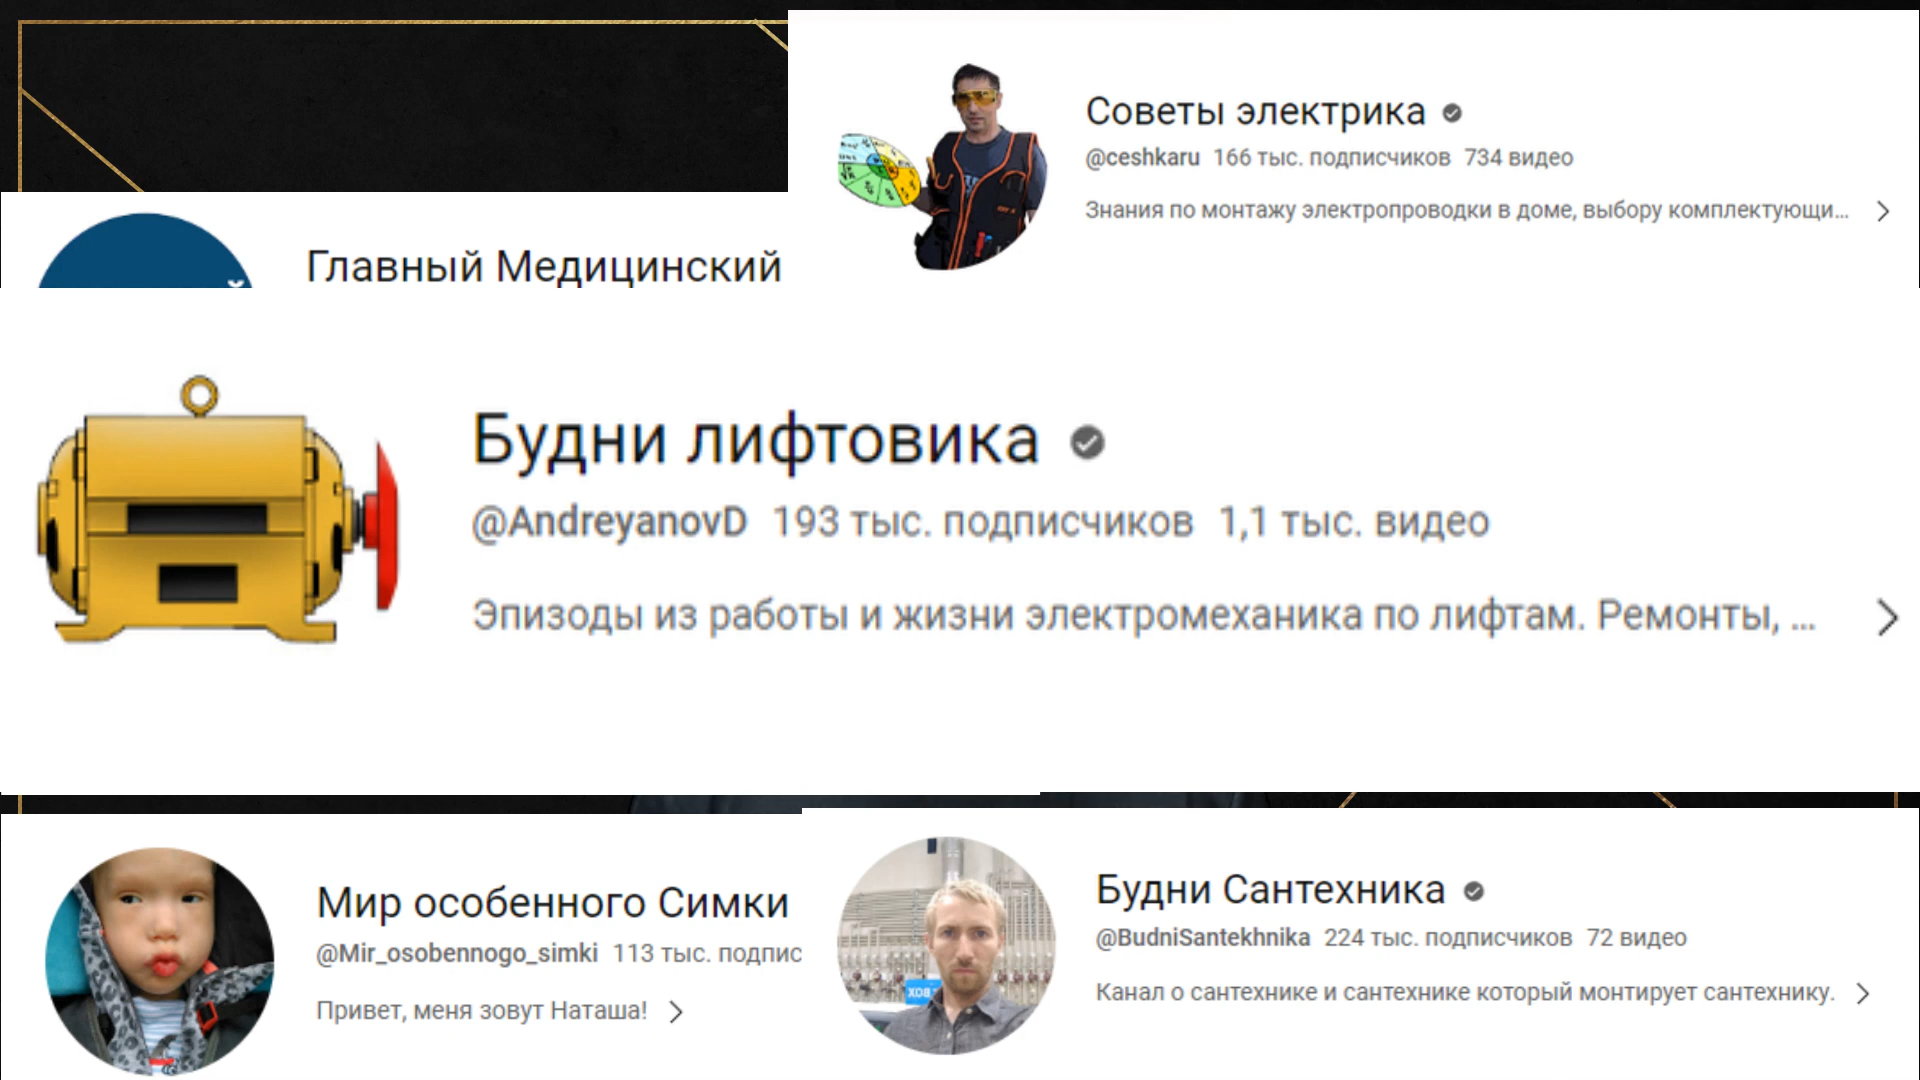 Советы электрика
@ceshkaru 166 тыс. подписчиков 734 видео
Знания по монтажу электропроводки в доме, выбору комплектующи...
Главный Медицинский
Будни лифтовика
@AndreyanovD 193 тыс. подписчиков 1,1 тыс. видео
Эпизоды из работы и жизни электромеханика по лифтам. Ремонты, ...
Мир особенного Симки
@Mir_osobennogo_simki 113 тыс. подпис
Привет, меня зовут Наташа!
Будни Сантехника
@BudniSantekhnika 224 тыс. подписчиков 72 видео
Канал о сантехнике и сантехнике который монтирует сантехнику.